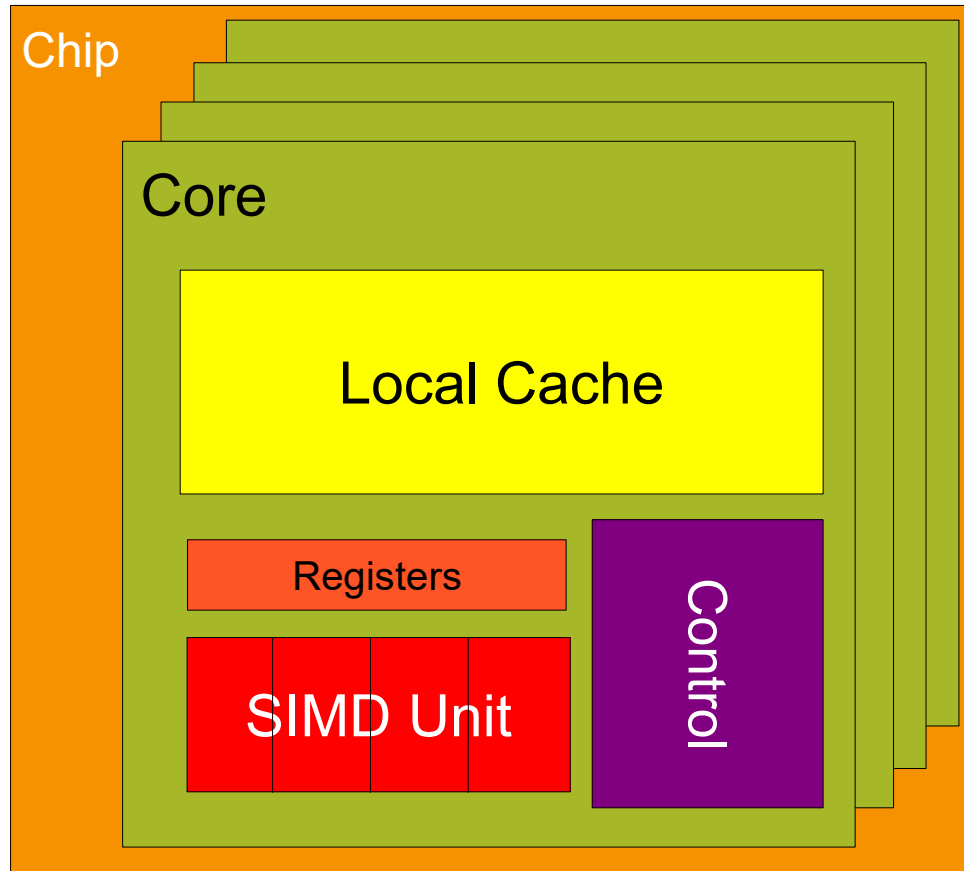 Chip
Core
Local Cache
Registers
Control
SIMD Unit